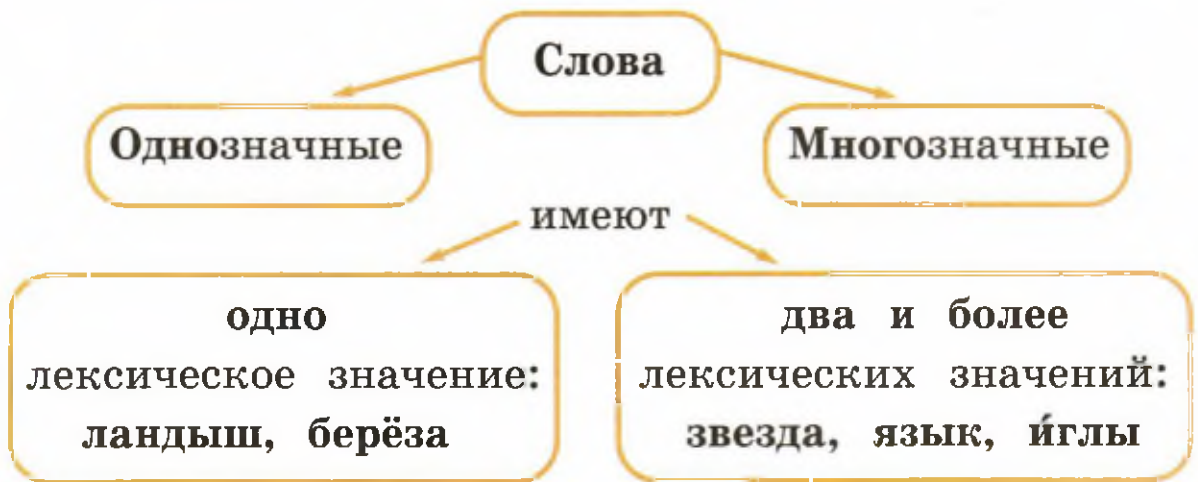 Слова
Однозначные
Многозначные
имеют
одно
лексическое значение:
ландыш, берёза
два и более
лексических значений:
звезда, язык, и́глы